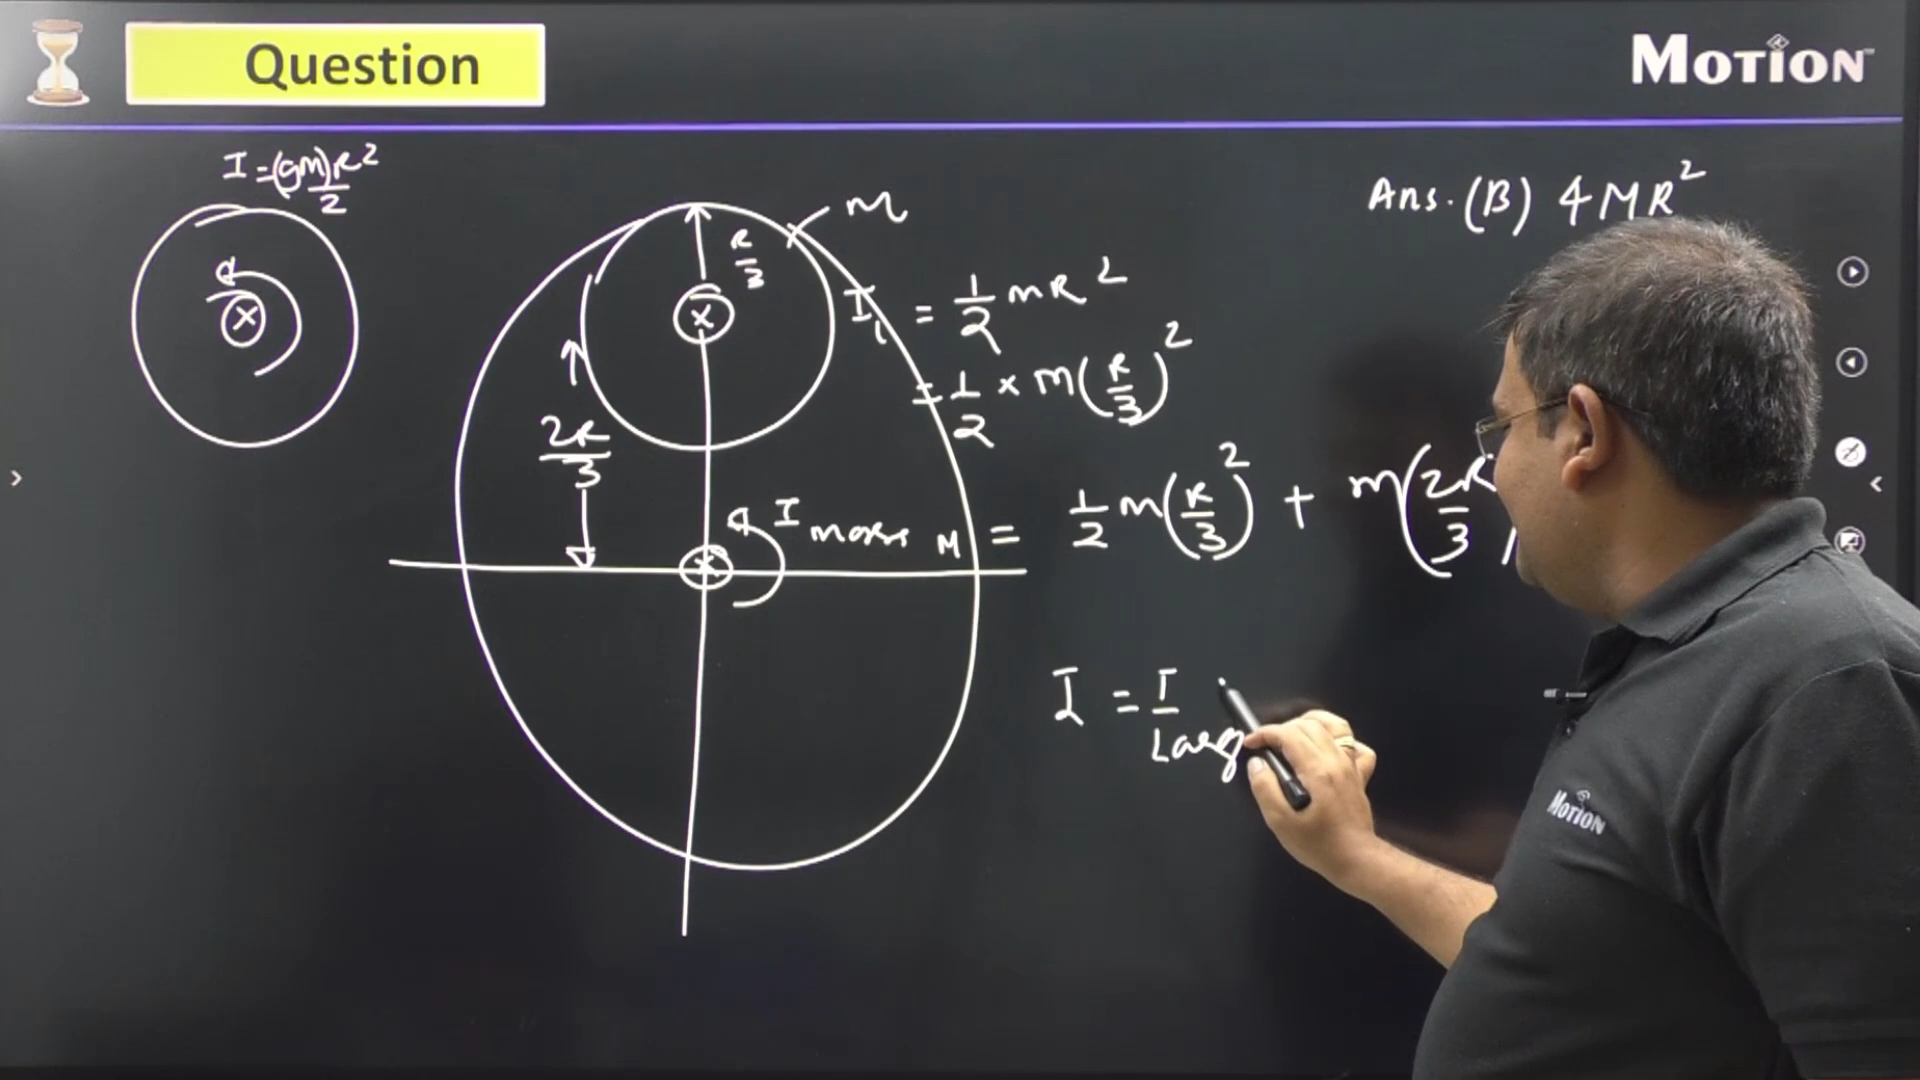 Question
MOTION
I = (9M)R²/2
Ans. (B) 4MR²
M
R/3
I₁ = 1/2 mR²
= 1/2 × m(R/3)²
2R/3
I mass M = 1/2 m(R/3)² + m(2R/3)
I = I Larg
MOTION